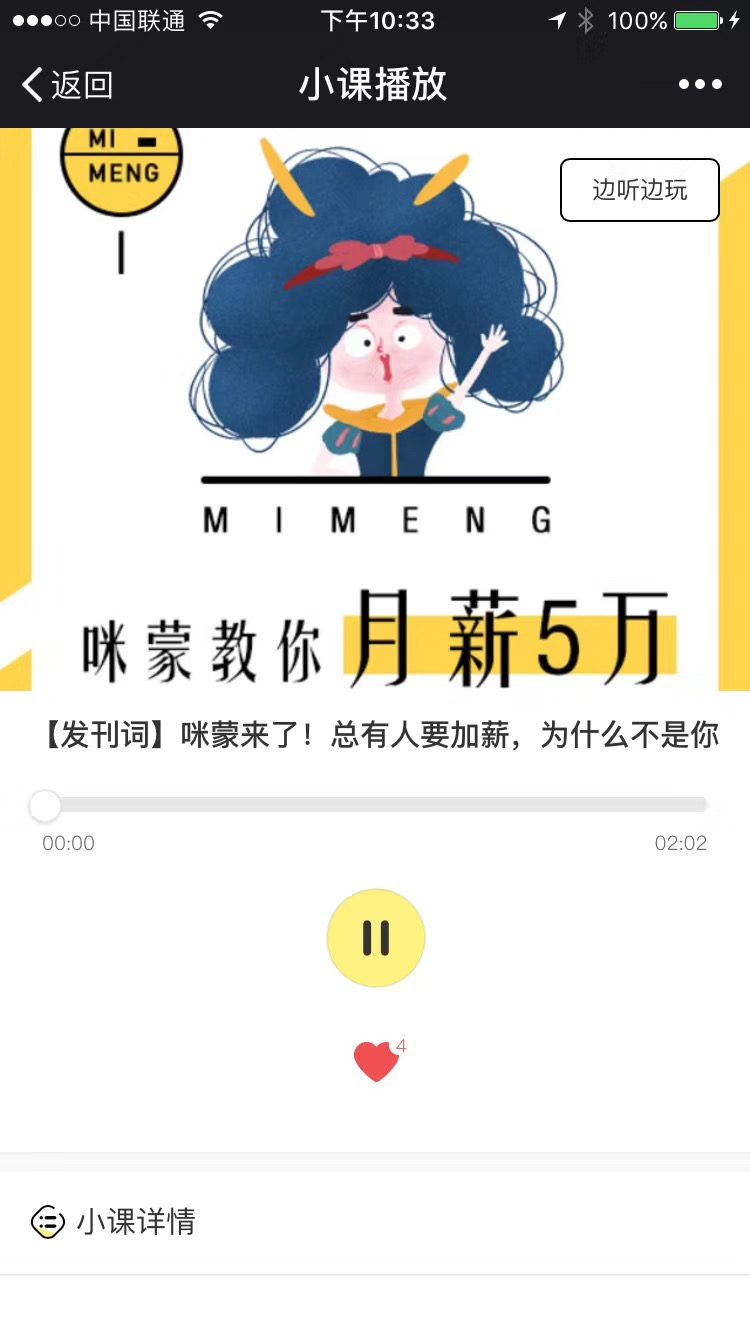 中国联通
下午10:33
100%
返回
小课播放
MI
MENG
边听边玩
MIMENG
咪蒙教你月薪5万
【发刊词】咪蒙来了！总有人要加薪，为什么不是你
00:00
02:02
4
小课详情